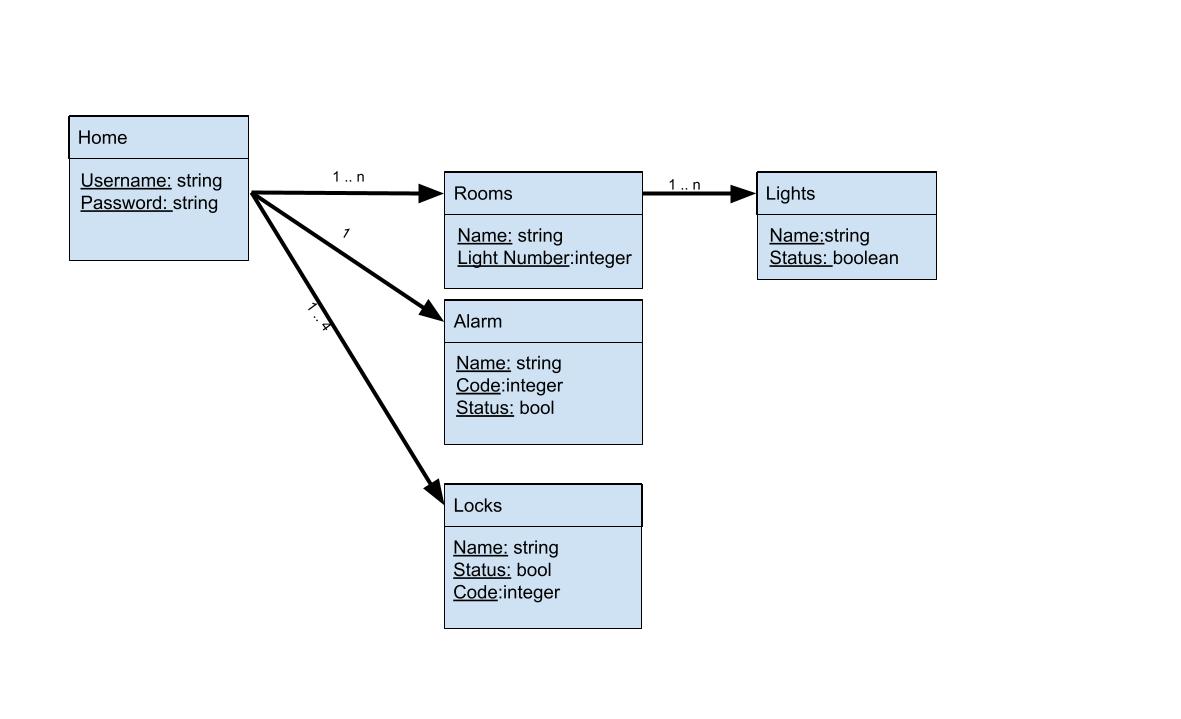 Home
Username: string
Password: string
1 .. n
1
1 .. 4
Rooms
Name: string
Light Number:integer
1 .. n
Lights
Name:string
Status: boolean
Alarm
Name: string
Code:integer
Status: bool
Locks
Name: string
Status: bool
Code:integer